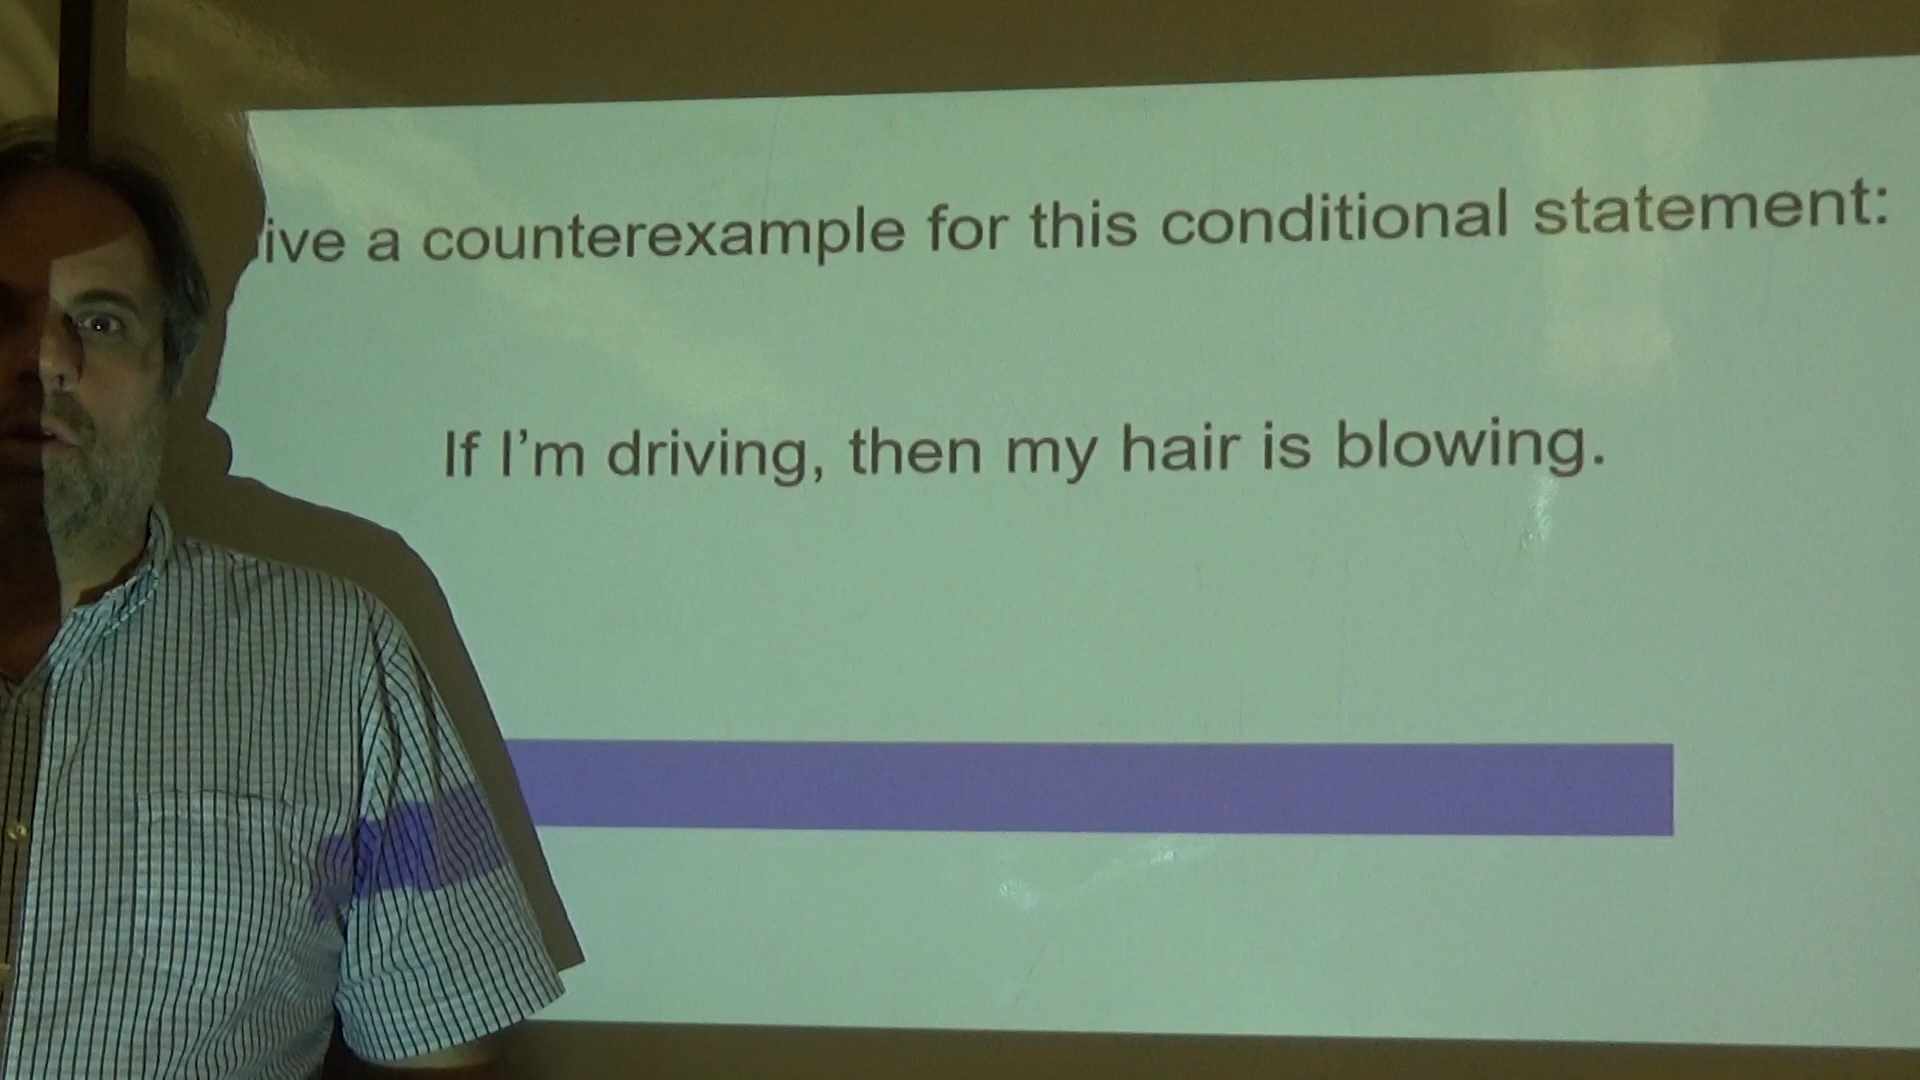 ive a counterexample for this conditional statement:
If I'm driving, then my hair is blowing.